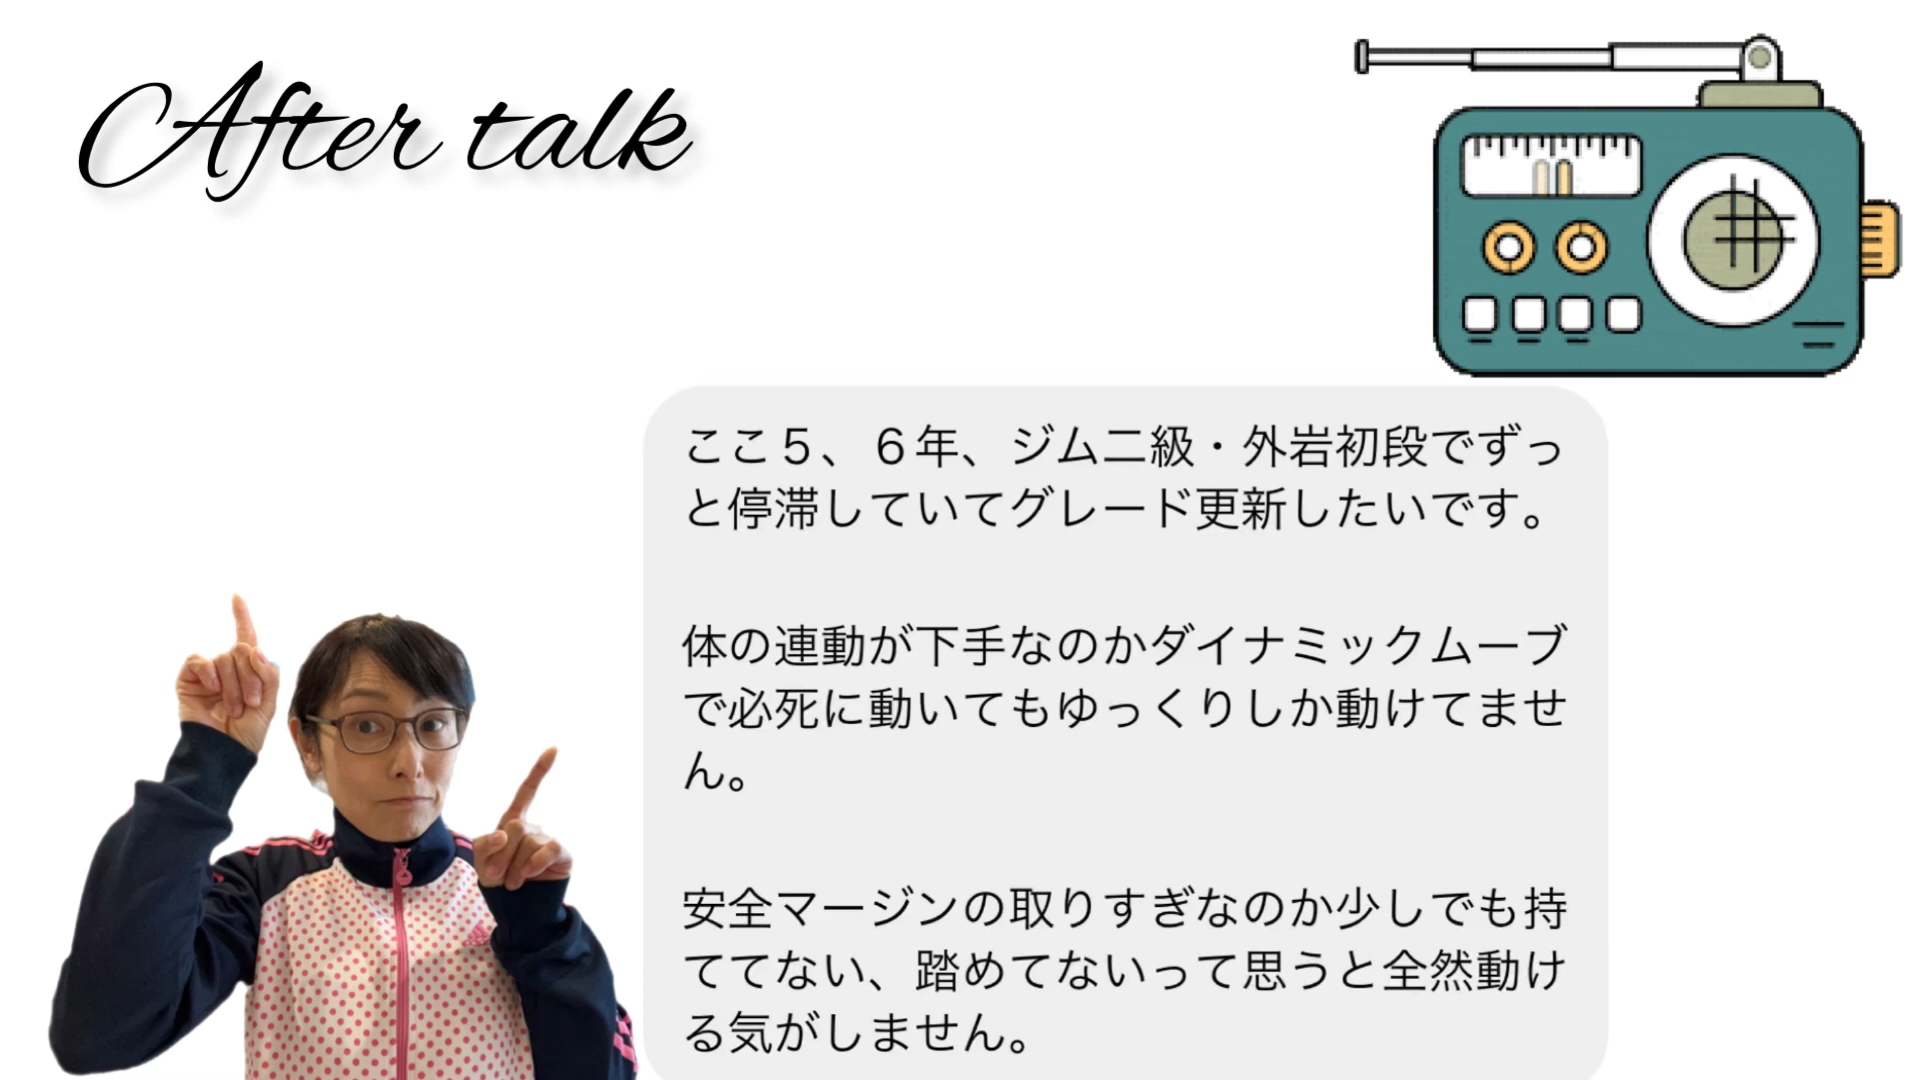 After talk
ここ５、６年、ジム二級・外岩初段でずっ
と停滞していてグレード更新したいです。
体の連動が下手なのかダイナミックムーブ
で必死に動いてもゆっくりしか動けてませ
ん。
安全マージンの取りすぎなのか少しでも持
ててない、踏めてないって思うと全然動け
る気がしません。